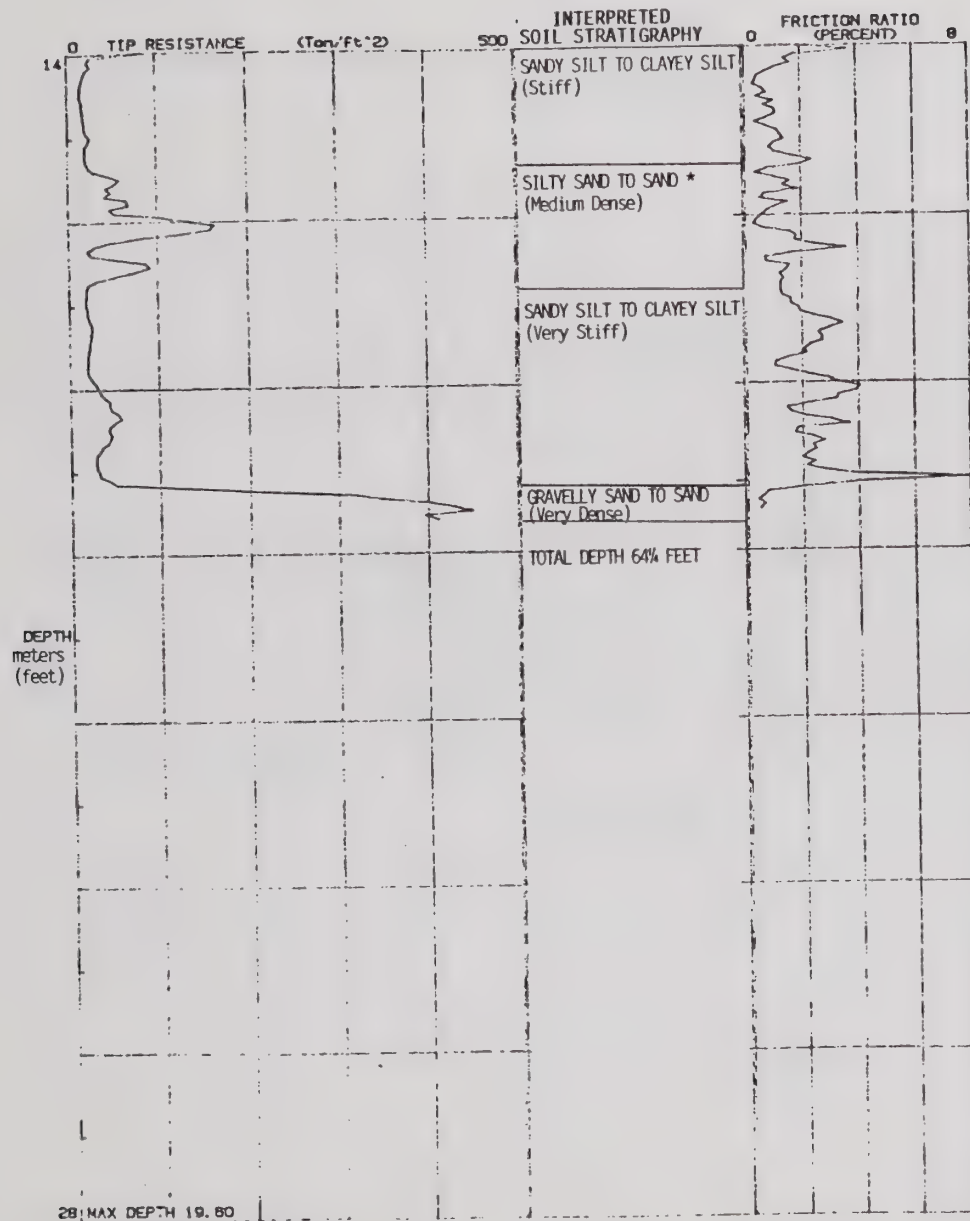 INTERPRETED
SOIL STRATIGRAPHY
0 TIP RESISTANCE (Ton/ft^2) 500
FRICTION RATIO
0 (PERCENT) 8
14
SANDY SILT TO CLAYEY SILT
(Stiff)
SILTY SAND TO SAND *
(Medium Dense)
SANDY SILT TO CLAYEY SILT
(Very Stiff)
GRAVELLY SAND TO SAND
(Very Dense)
TOTAL DEPTH 64¼ FEET
DEPTH
meters
(feet)
28 MAX DEPTH 19.60